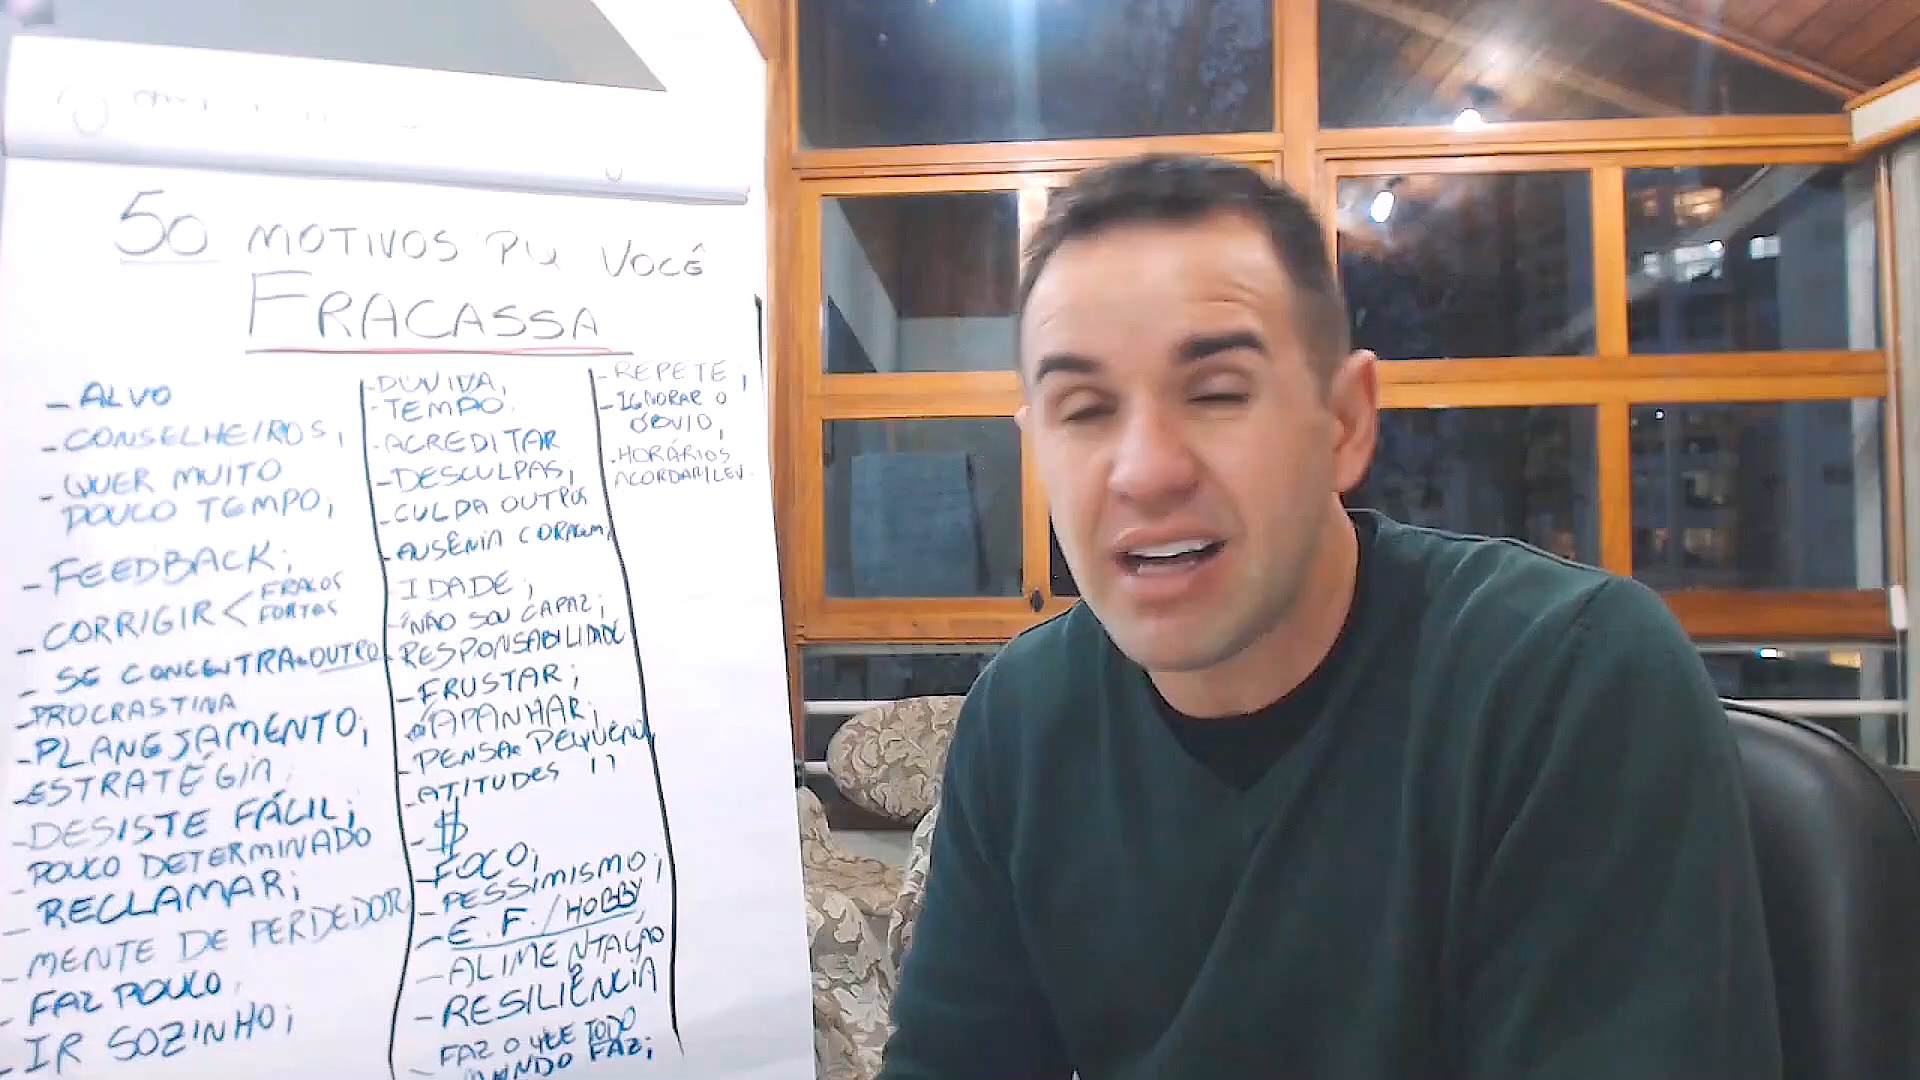 50 MOTIVOS PQ VOCÊ
FRACASSA
- ALVO
- CONSELHEIROS;
- QUER MUITO
POUCO TEMPO;
- FEEDBACK;
- CORRIGIR < FRACOS
FORTES
- SE CONCENTRA OUTRO
- PROCRASTINA
- PLANEJAMENTO;
- ESTRATÉGIA
- DESISTE FÁCIL;
- POUCO DETERMINADO
- RECLAMAR;
- MENTE DE PERDEDOR
- FAZ POUCO
- IR SOZINHO;
- DÚVIDA,
- TEMPO
- ACREDITAR
- DESCULPAS;
- CULPA OUTROS
- AUSÊNIA CORAGEM;
IDADE;
- "NÃO SOU CAPAZ;
- RESPONSABILIDADE
- FRUSTAR;
APANHAR;
- PENSAR PEQUENO
- ATITUDES
- $
- FOCO;
- PESSIMISMO;
- E.F./HOBBY
- ALIMENTAÇÃO
- RESILIÊNCIA
- FAZ O QUE TODO
MUNDO FAZ;
- REPETE;
- IGNORAR O
ÓBVIO,
- HORÁRIOS
ACORDAR/LEV.